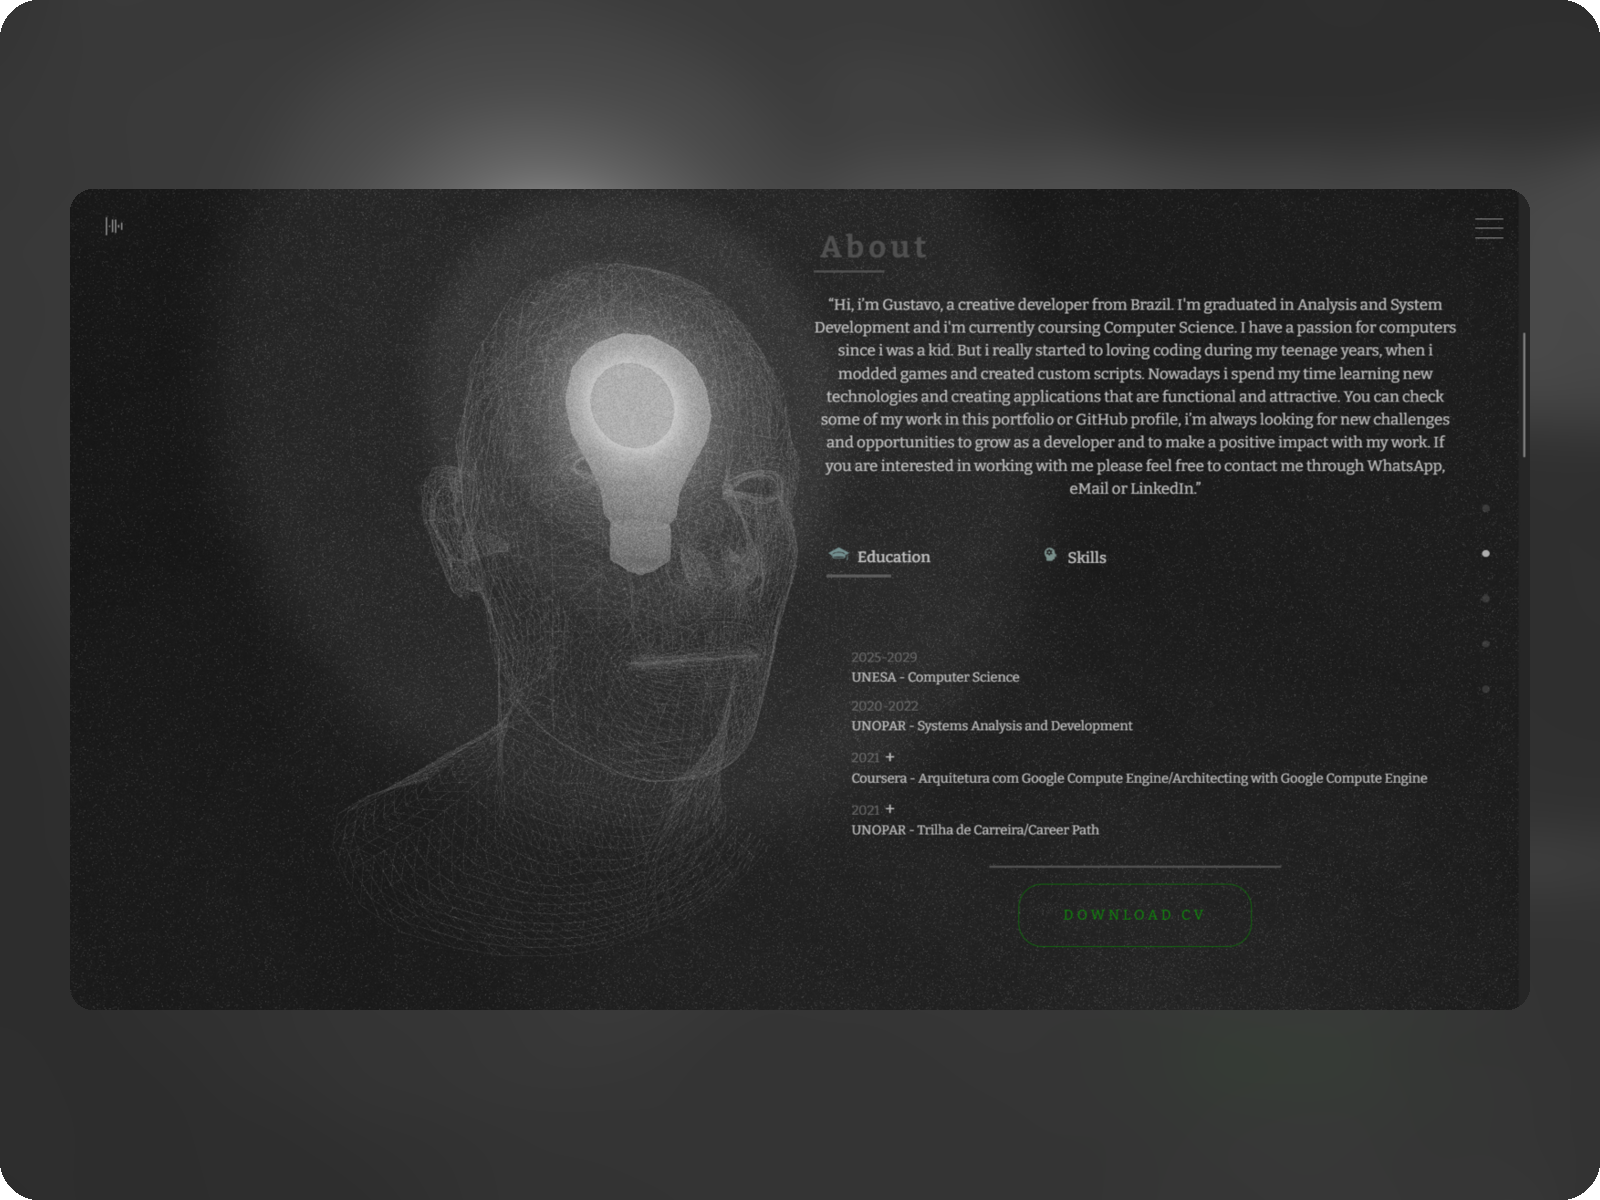 About
“Hi, i’m Gustavo, a creative developer from Brazil. I'm graduated in Analysis and System
Development and i'm currently coursing Computer Science. I have a passion for computers
since i was a kid. But i really started to loving coding during my teenage years, when i
modded games and created custom scripts. Nowadays i spend my time learning new
technologies and creating applications that are functional and attractive. You can check
some of my work in this portfolio or GitHub profile, i'm always looking for new challenges
and opportunities to grow as a developer and to make a positive impact with my work. If
you are interested in working with me please feel free to contact me through WhatsApp,
eMail or LinkedIn.”
Education Skills
2025-2029
UNESA - Computer Science
2020-2022
UNOPAR - Systems Analysis and Development
2021 +
Coursera - Arquitetura com Google Compute Engine/Architecting with Google Compute Engine
2021 +
UNOPAR - Trilha de Carreira/Career Path
DOWNLOAD CV